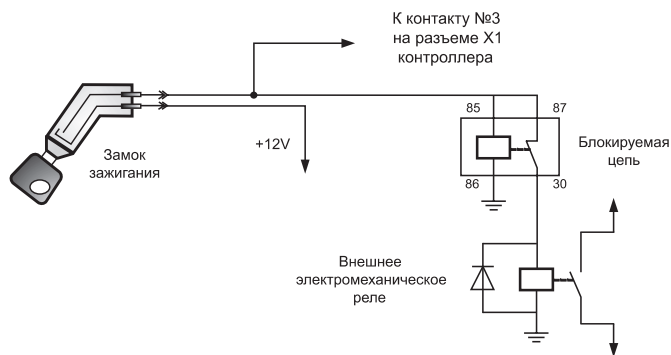 К контакту №3
на разъеме X1
контроллера
85
87
+12V
Замок
зажигания
Блокируемая
цепь
86
30
Внешнее
электромеханическое
реле